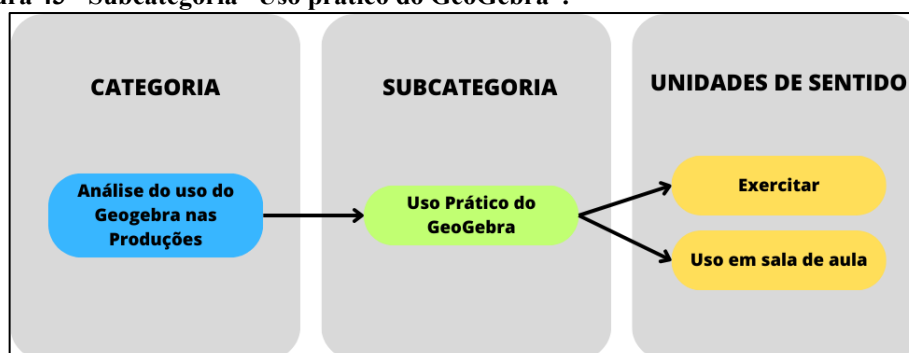 45 - Subcategoria "Uso prático do GeoGebra".
CATEGORIA
SUBCATEGORIA
UNIDADES DE SENTIDO
Análise do uso do
Geogebra nas
Produções
Uso Prático do
GeoGebra
Exercitar
Uso em sala de aula